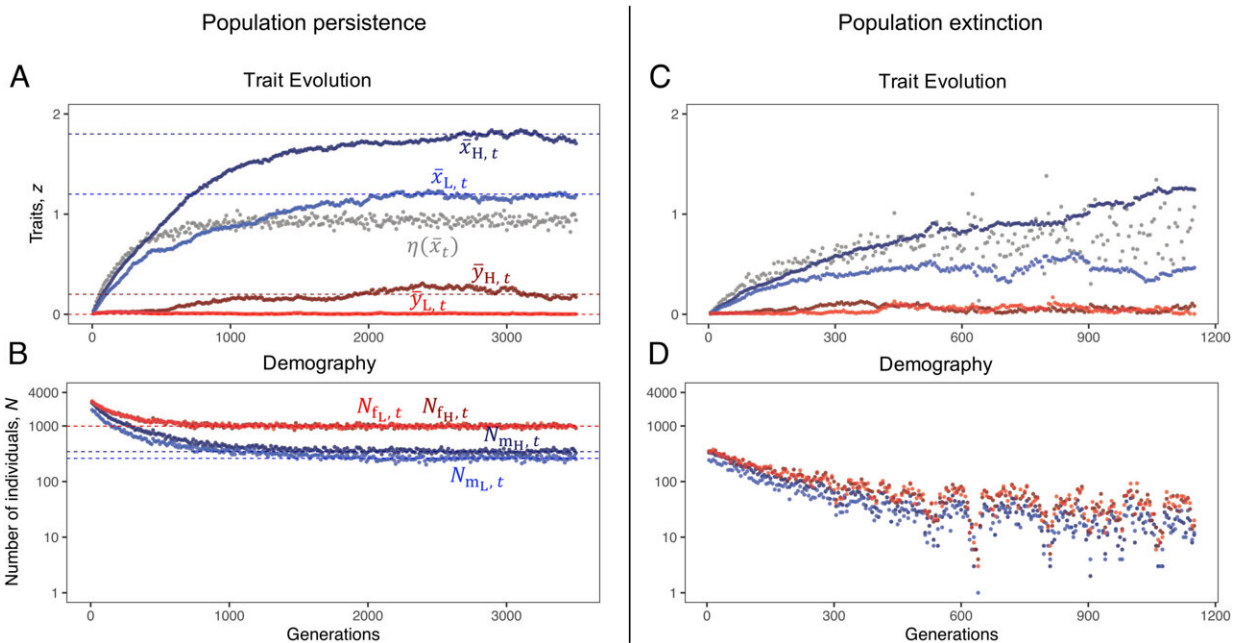 Population persistence
A
Trait Evolution
Traits, z
2
1
0
x̄H, t
x̄L, t
η(x̄t)
ȳH, t
ȳL, t
0
1000
2000
3000
B
Demography
Number of individuals, N
4000
1000
100
10
1
NfL, t
NfH, t
NmH, t
NmL, t
0
1000
2000
3000
Generations
Population extinction
C
Trait Evolution
2
1
0
0
300
600
900
1200
D
Demography
4000
1000
100
10
1
0
300
600
900
1200
Generations